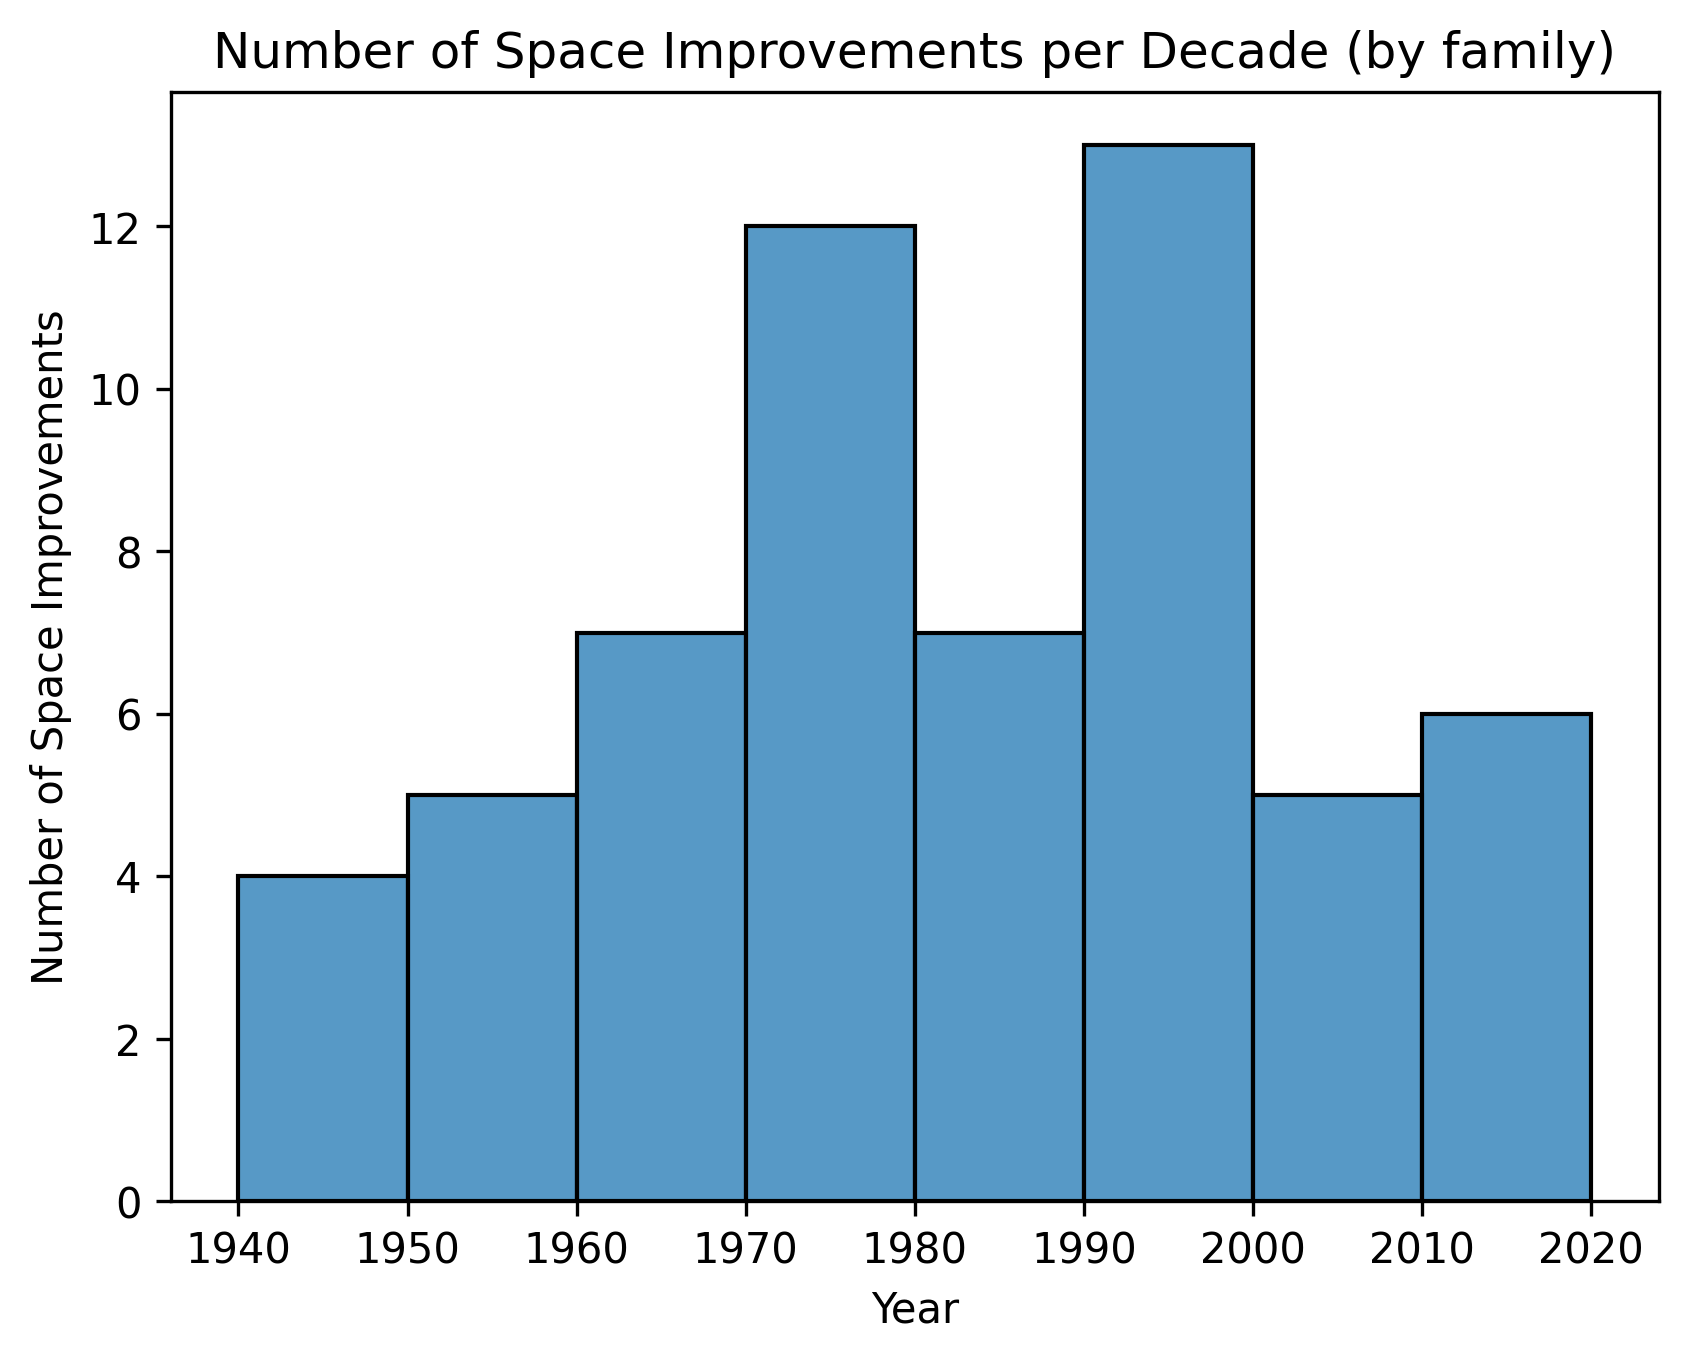 Number of Space Improvements per Decade (by family)
Number of Space Improvements
12
10
8
6
4
2
0
1940 1950 1960 1970 1980 1990 2000 2010 2020
Year